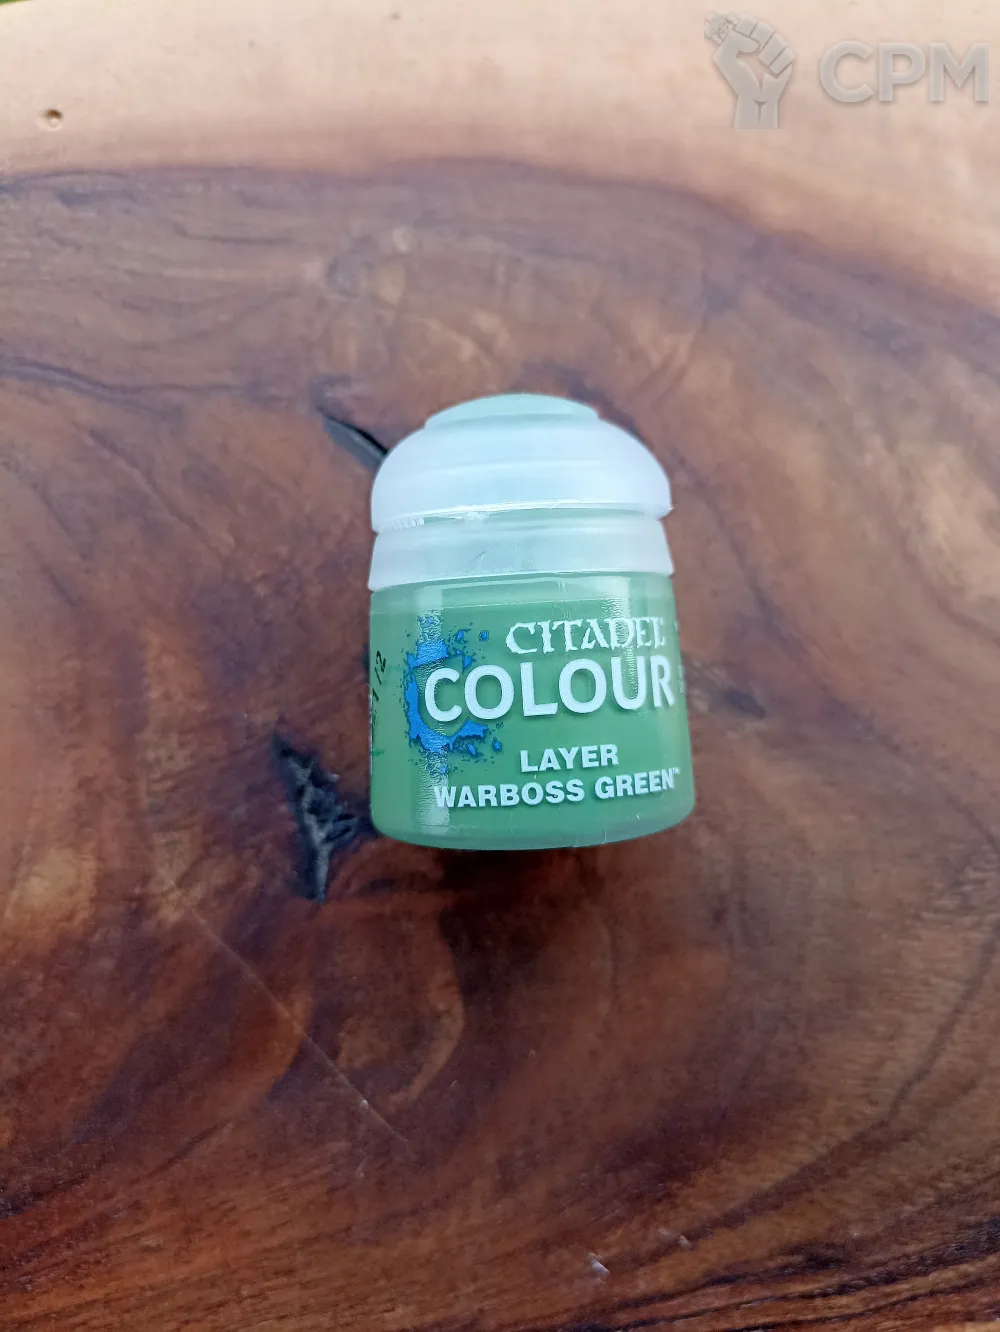 CPM
CITADEL
COLOUR
LAYER
WARBOSS GREEN™